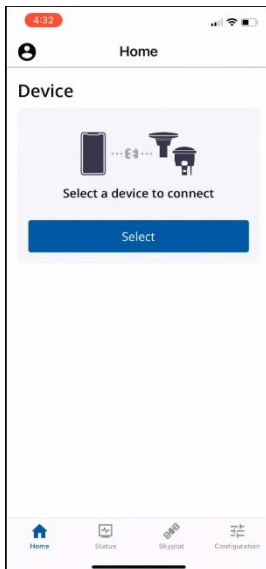 4:32
Home
Device
Select a device to connect
Select
Home
Status
Skyplot
Configuration